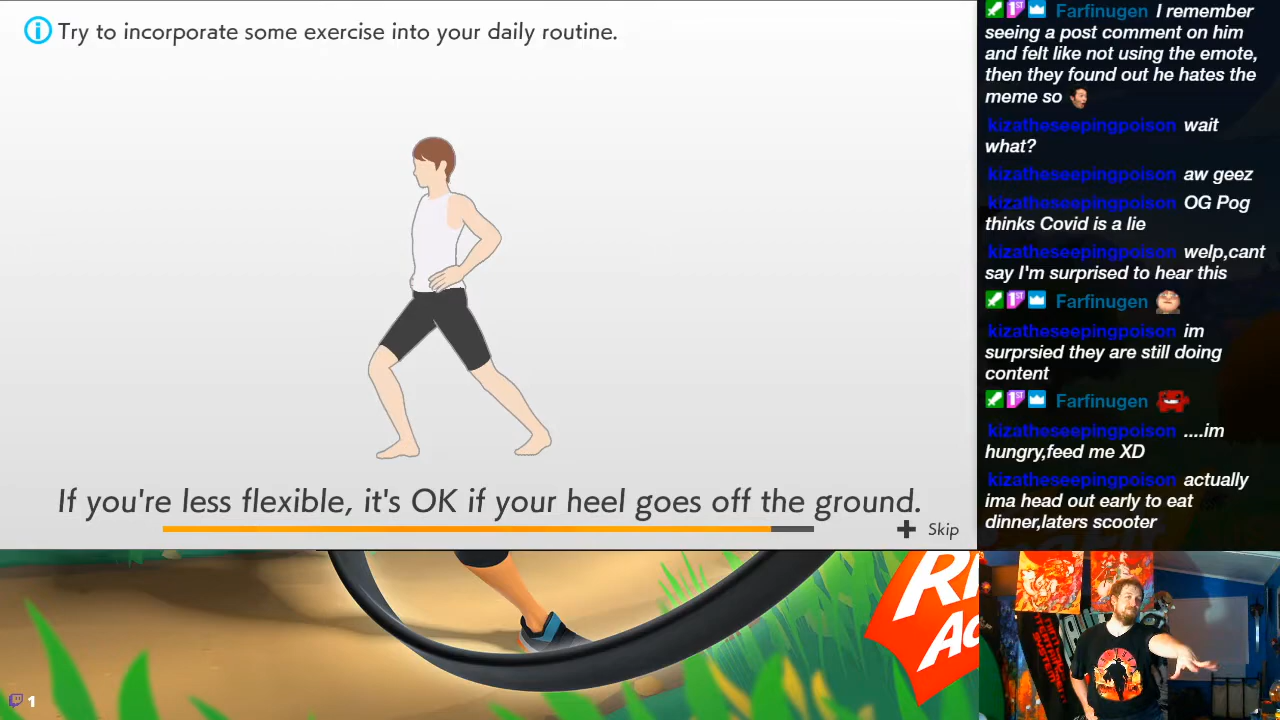 Try to incorporate some exercise into your daily routine.
If you're less flexible, it's OK if your heel goes off the ground.
Skip
Farfinugen I remember
seeing a post comment on him
and felt like not using the emote,
then they found out he hates the
meme so
kizatheseepingpoison wait
what?
kizatheseepingpoison aw geez
kizatheseepingpoison OG Pog
thinks Covid is a lie
kizatheseepingpoison welp,cant
say I'm surprised to hear this
Farfinugen
kizatheseepingpoison im
surprsied they are still doing
content
Farfinugen
kizatheseepingpoison ....im
hungry,feed me XD
kizatheseepingpoison actually
ima head out early to eat
dinner,laters scooter
1